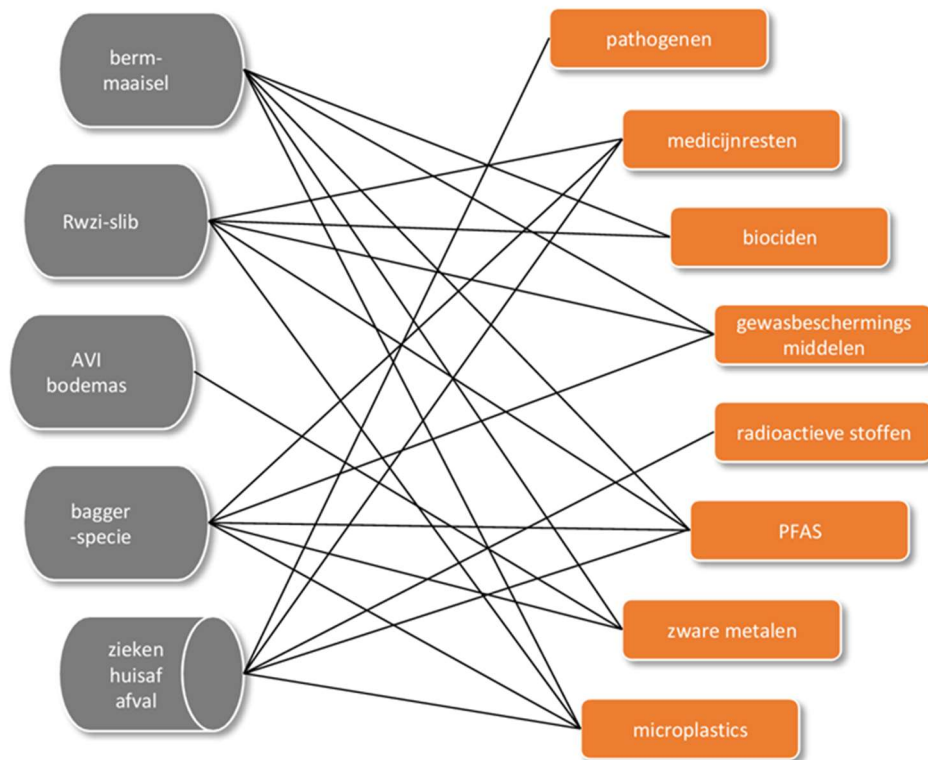 berm-
maaisel
Rwzi-slib
AVI
bodemas
bagger
-specie
zieken
huisaf
afval
pathogenen
medicijnresten
biociden
gewasbeschermings
middelen
radioactieve stoffen
PFAS
zware metalen
microplastics